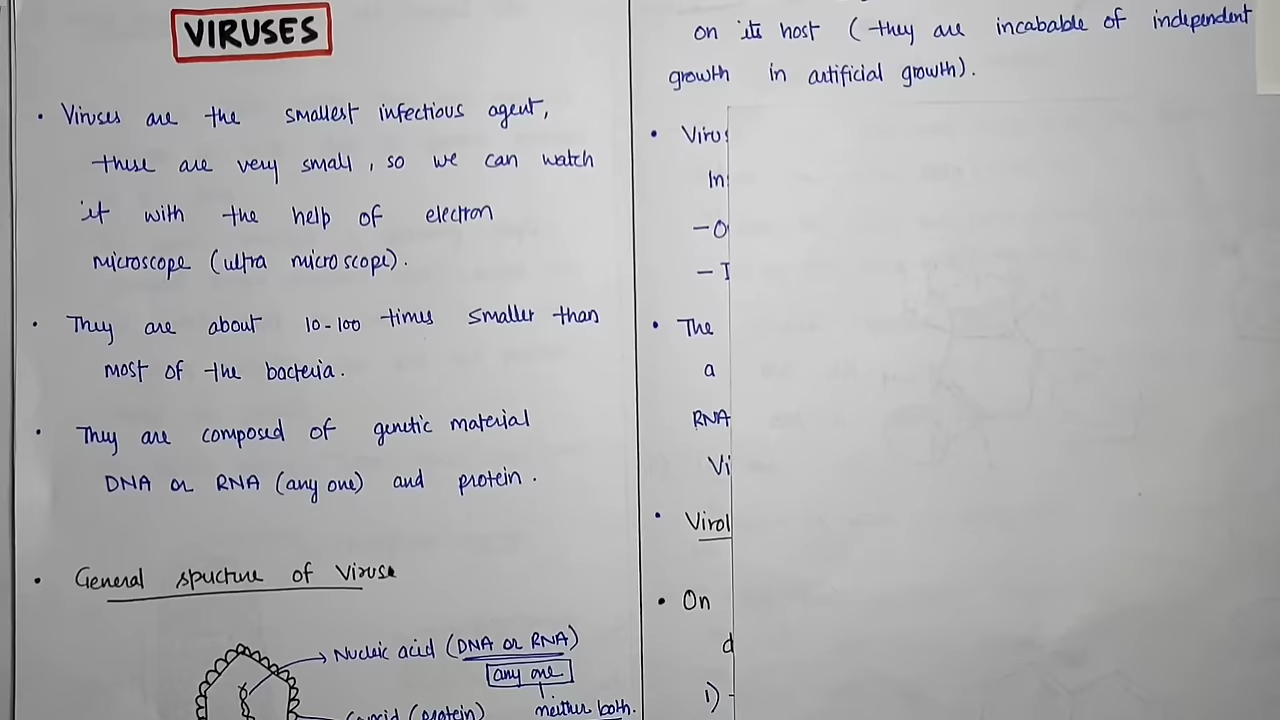 VIRUSES
• Viruses are the smallest infectious agent,
these are very small, so we can watch
it with the help of electron
microscope (ultra microscope).
• They are about 10-100 times smaller than
most of the bacteria.
• They are composed of genetic material
DNA or RNA (any one) and protein.
• General structure of Viruse
Nucleic acid (DNA or RNA)
any one
neither both.
(protein)
on its host (they are incabable of independent
growth in artificial growth).
• Virus
In
- O
- I
• The
a
RNA
Vi
• Virol
• On
d
i) -